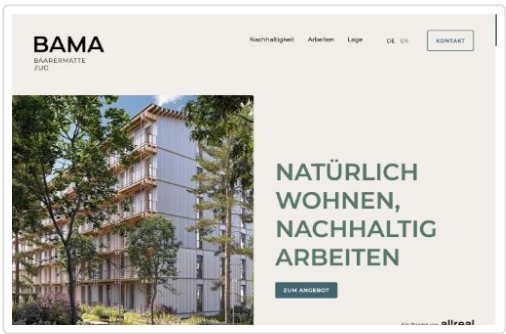 BAMA
BAARERMATTE
ZUG
Nachhaltigkeit Arbeiten Lage DE EN KONTAKT
NATÜRLICH
WOHNEN,
NACHHALTIG
ARBEITEN
ZUM ANGEBOT
allreal